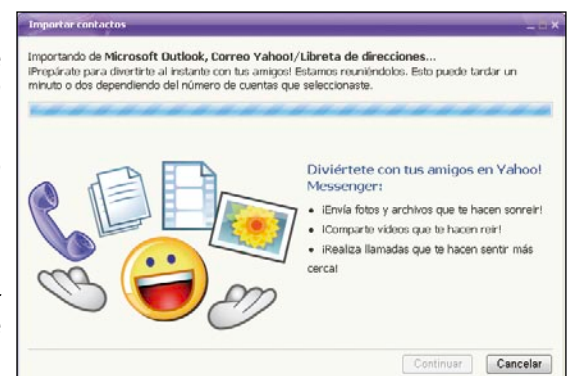 Importar contactos
Importando de Microsoft Outlook, Correo Yahoo!/Libreta de direcciones...
¡Prepárate para divertirte al instante con tus amigos! Estamos reuniéndolos. Esto puede tardar un
minuto o dos dependiendo del número de cuentas que seleccionaste.
Diviértete con tus amigos en Yahoo!
Messenger:
• ¡Envía fotos y archivos que te hacen sonreir!
• ¡Comparte vídeos que te hacen reir!
• ¡Realiza llamadas que te hacen sentir más
cerca!
Continuar Cancelar